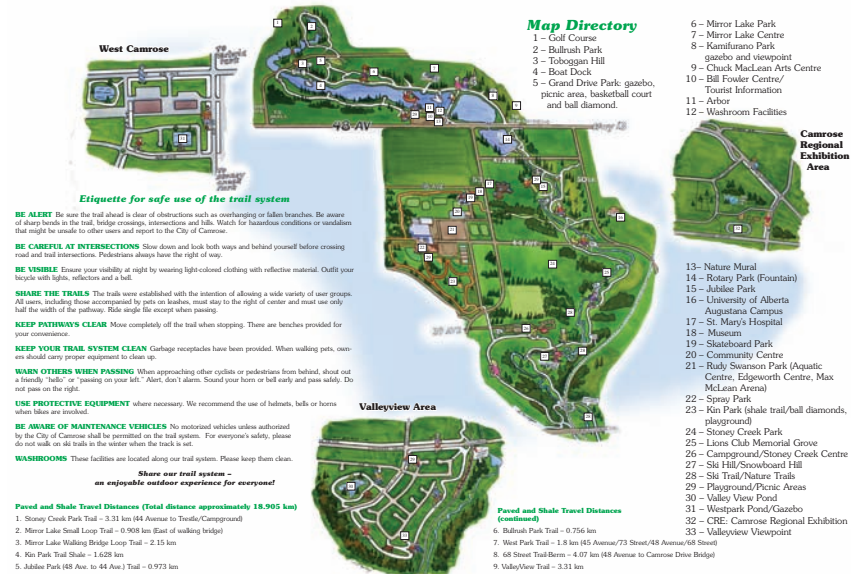 Map Directory
1 – Golf Course
2 – Bullrush Park
3 – Toboggan Hill
4 – Boat Dock
5 – Grand Drive Park: gazebo,
picnic area, basketball court
and ball diamond.
6 – Mirror Lake Park
7 – Mirror Lake Centre
8 – Kamifurano Park
gazebo and viewpoint
9 – Chuck MacLean Arts Centre
10 – Bill Fowler Centre/
Tourist Information
11 – Arbor
12 – Washroom Facilities
West Camrose
48 AV
Camrose
Regional
Exhibition
Area
Etiquette for safe use of the trail system
BE ALERT Be sure the trail ahead is clear of obstructions such as overhanging or fallen branches. Be aware
of sharp bends in the trail, bridge crossings, intersections and hills. Watch for hazardous conditions or vandalism
that might be unsafe to other users and report to the City of Camrose.
BE CAREFUL AT INTERSECTIONS Slow down and look both ways and behind yourself before crossing
road and trail intersections. Pedestrians always have the right of way.
BE VISIBLE Ensure your visibility at night by wearing light-colored clothing with reflective material. Outfit your
bicycle with lights, reflectors and a bell.
SHARE THE TRAILS The trails were established with the intention of allowing a wide variety of user groups.
All users, including those accompanied by pets on leashes, must stay to the right of center and must use only
half the width of the pathway. Ride single file except when passing.
KEEP PATHWAYS CLEAR Move completely off the trail when stopping. There are benches provided for
your convenience.
KEEP YOUR TRAIL SYSTEM CLEAN Garbage receptacles have been provided. When walking pets, own-
ers should carry proper equipment to clean up.
WARN OTHERS WHEN PASSING When approaching other cyclists or pedestrians from behind, shout out
a friendly "hello" or "passing on your left." Alert, don't alarm. Sound your horn or bell early and pass safely. Do
not pass on the right.
USE PROTECTIVE EQUIPMENT where necessary. We recommend the use of helmets, bells or horns
when bikes are involved.
BE AWARE OF MAINTENANCE VEHICLES No motorized vehicles unless authorized
by the City of Camrose shall be permitted on the trail system. For everyone's safety, please
do not walk on ski trails in the winter when the track is set.
WASHROOMS These facilities are located along our trail system. Please keep them clean.
Share our trail system –
an enjoyable outdoor experience for everyone!
Valleyview Area
13– Nature Mural
14 – Rotary Park (Fountain)
15 – Jubilee Park
16 – University of Alberta
Augustana Campus
17 – St. Mary's Hospital
18 – Museum
19 – Skateboard Park
20 – Community Centre
21 – Rudy Swanson Park (Aquatic
Centre, Edgeworth Centre, Max
McLean Arena)
22 – Spray Park
23 – Kin Park (shale trail/ball diamonds,
playground)
24 – Stoney Creek Park
25 – Lions Club Memorial Grove
26 – Campground/Stoney Creek Centre
27 – Ski Hill/Snowboard Hill
28 – Ski Trail/Nature Trails
29 – Playground/Picnic Areas
30 – Valley View Pond
31 – Westpark Pond/Gazebo
32 – CRE: Camrose Regional Exhibition
33 – Valleyview Viewpoint
Paved and Shale Travel Distances (Total distance approximately 18.905 km)
1. Stoney Creek Park Trail – 3.31 km (44 Avenue to Trestle/Campground)
2. Mirror Lake Small Loop Trail – 0.908 km (East of walking bridge)
3. Mirror Lake Walking Bridge Loop Trail – 2.15 km
4. Kin Park Trail Shale – 1.628 km
5. Jubilee Park (48 Ave. to 44 Ave.) Trail – 0.973 km
Paved and Shale Travel Distances
(continued)
6. Bullrush Park Trail – 0.756 km
7. West Park Trail – 1.8 km (45 Avenue/73 Street/48 Avenue/68 Street)
8. 68 Street Trail-Berm – 4.07 km (48 Avenue to Camrose Drive Bridge)
9. ValleyView Trail – 3.31 km